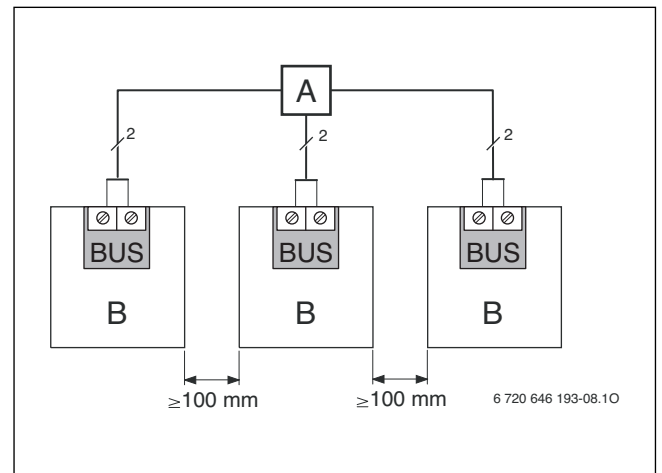 A
2 2 2
BUS BUS BUS
B B B
≥100 mm ≥100 mm
6 720 646 193-08.1O